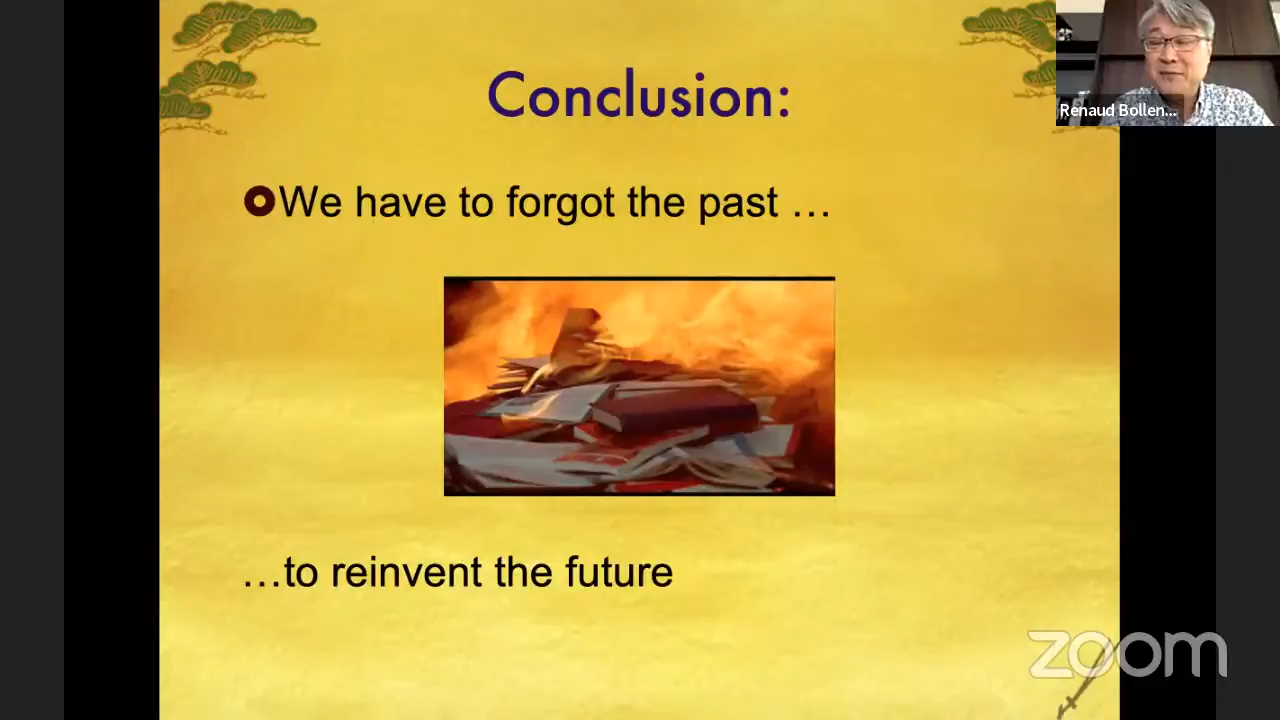 Conclusion:
Renaud Bollen...
We have to forgot the past …
…to reinvent the future
zoom